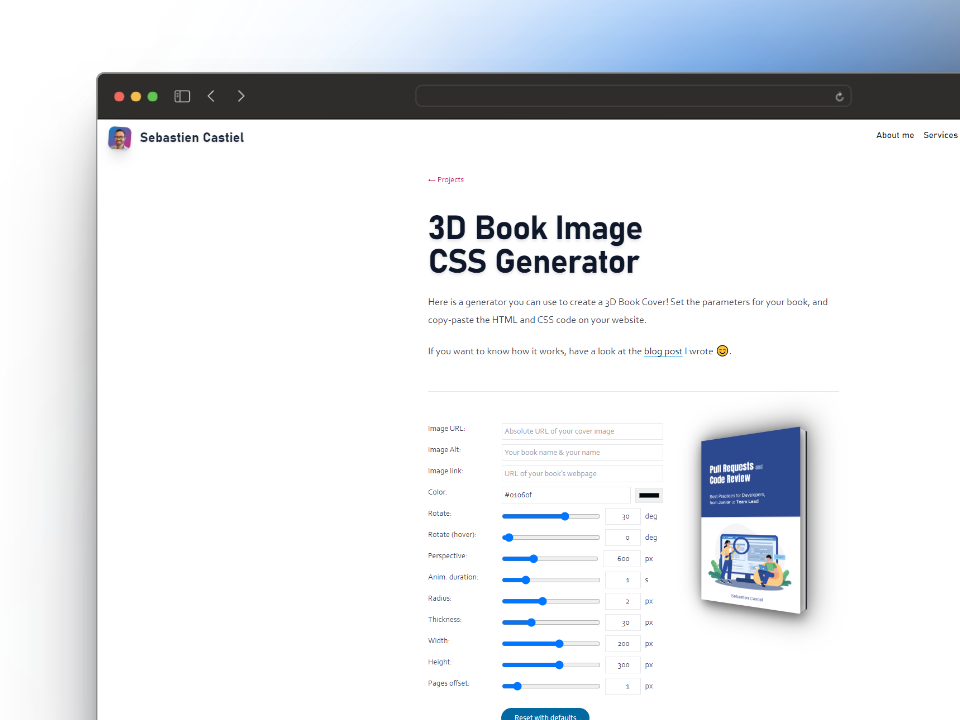 Sebastien Castiel
About me Services
← Projects
3D Book Image
CSS Generator
Here is a generator you can use to create a 3D Book Cover! Set the parameters for your book, and
copy-paste the HTML and CSS code on your website.
If you want to know how it works, have a look at the blog post I wrote 😊.
Image URL: Absolute URL of your cover image
Image Alt: Your book name & your name
Image link: URL of your book's webpage
Color: #01060f
Rotate: 30 deg
Rotate (hover): 0 deg
Perspective: 600 px
Anim. duration: 1 s
Radius: 2 px
Thickness: 30 px
Width: 200 px
Height: 300 px
Pages offset: 1 px
Reset with defaults
Pull Requests and
Code Review
Best Practices for Developers,
from Junior to Team Lead
Sebastien Castiel